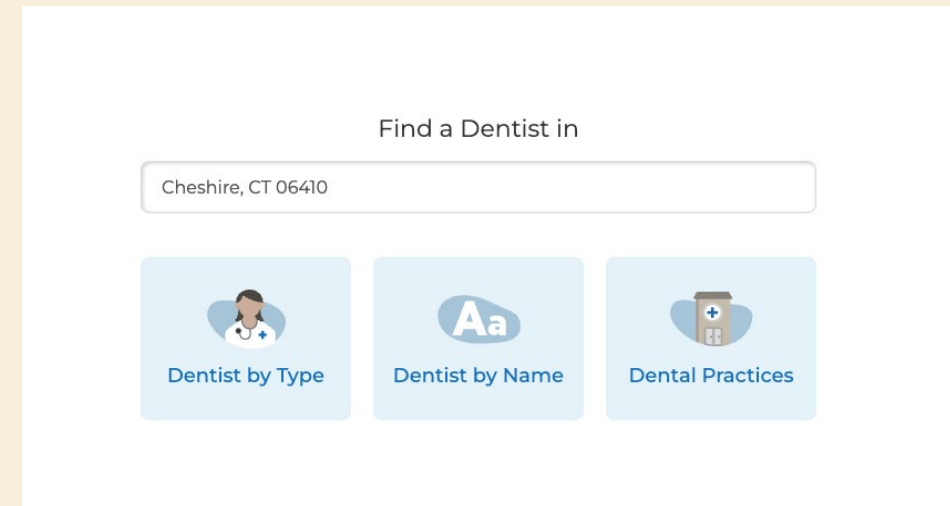 Find a Dentist in
Cheshire, CT 06410
Aa
Dentist by Type
Dentist by Name
Dental Practices